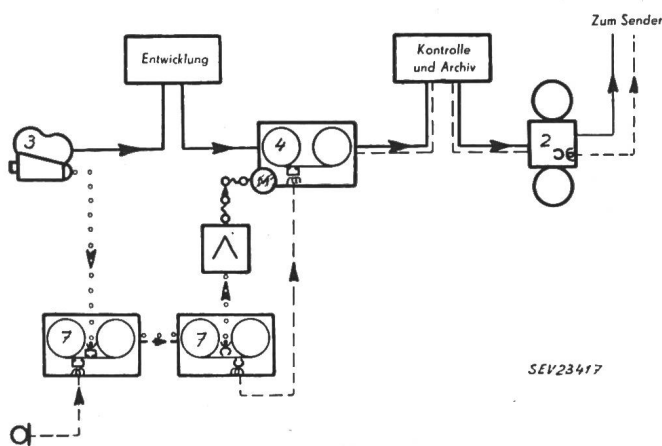 Zum Sender
Entwicklung
Kontrolle
und Archiv
3
4
2
7
7
SEV23417